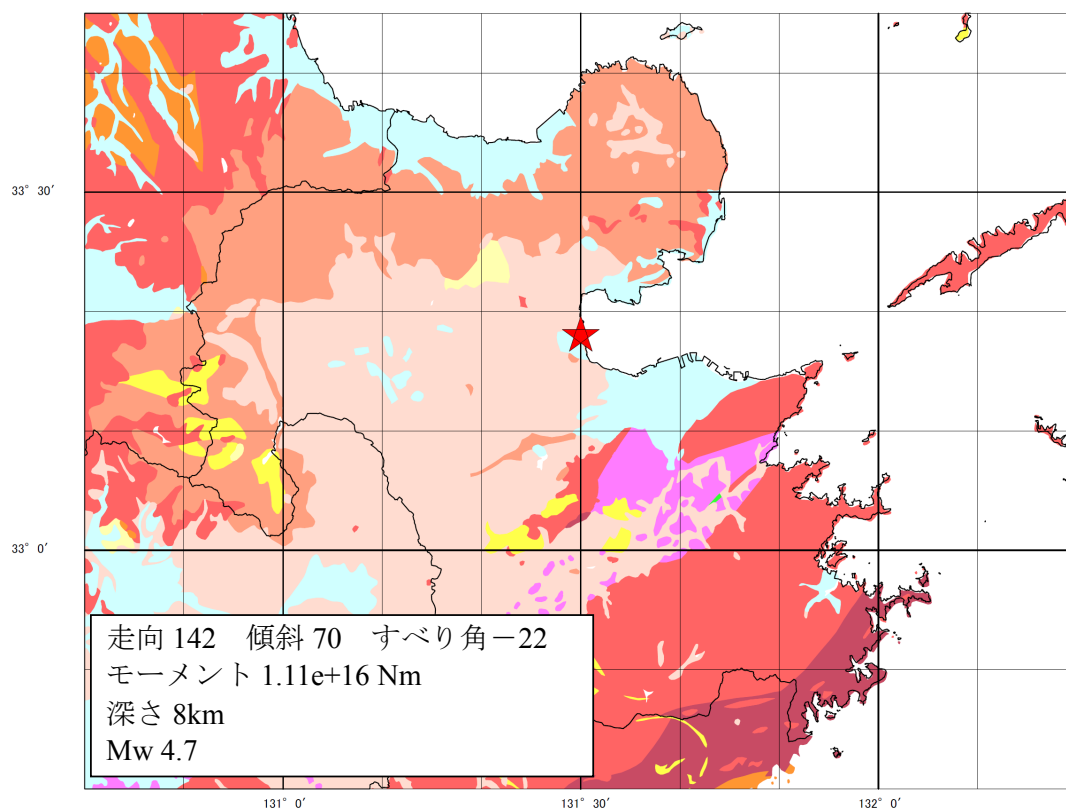 33° 30′
33° 0′
走向 142　傾斜 70　すべり角－22
モーメント 1.11e+16 Nm
深さ 8km
Mw 4.7
131° 0′
131° 30′
132° 0′